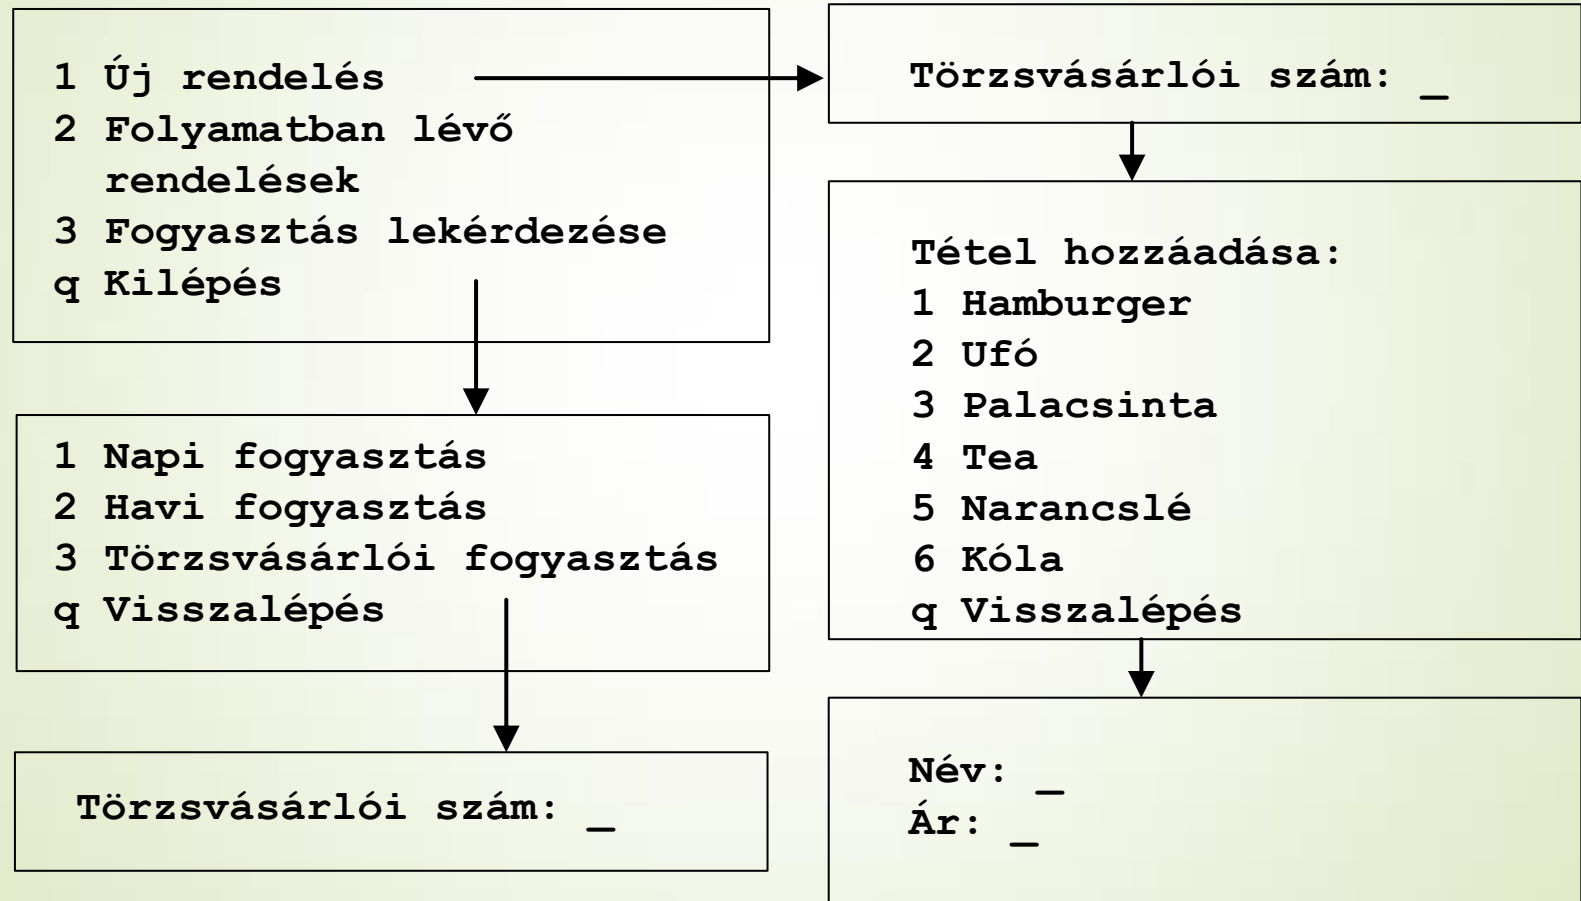 1 Új rendelés
2 Folyamatban lévő
rendelések
3 Fogyasztás lekérdezése
q Kilépés
1 Napi fogyasztás
2 Havi fogyasztás
3 Törzsvásárlói fogyasztás
q Visszalépés
Törzsvásárlói szám: _
Törzsvásárlói szám: _
Tétel hozzáadása:
1 Hamburger
2 Ufó
3 Palacsinta
4 Tea
5 Narancslé
6 Kóla
q Visszalépés
Név: _
Ár: _